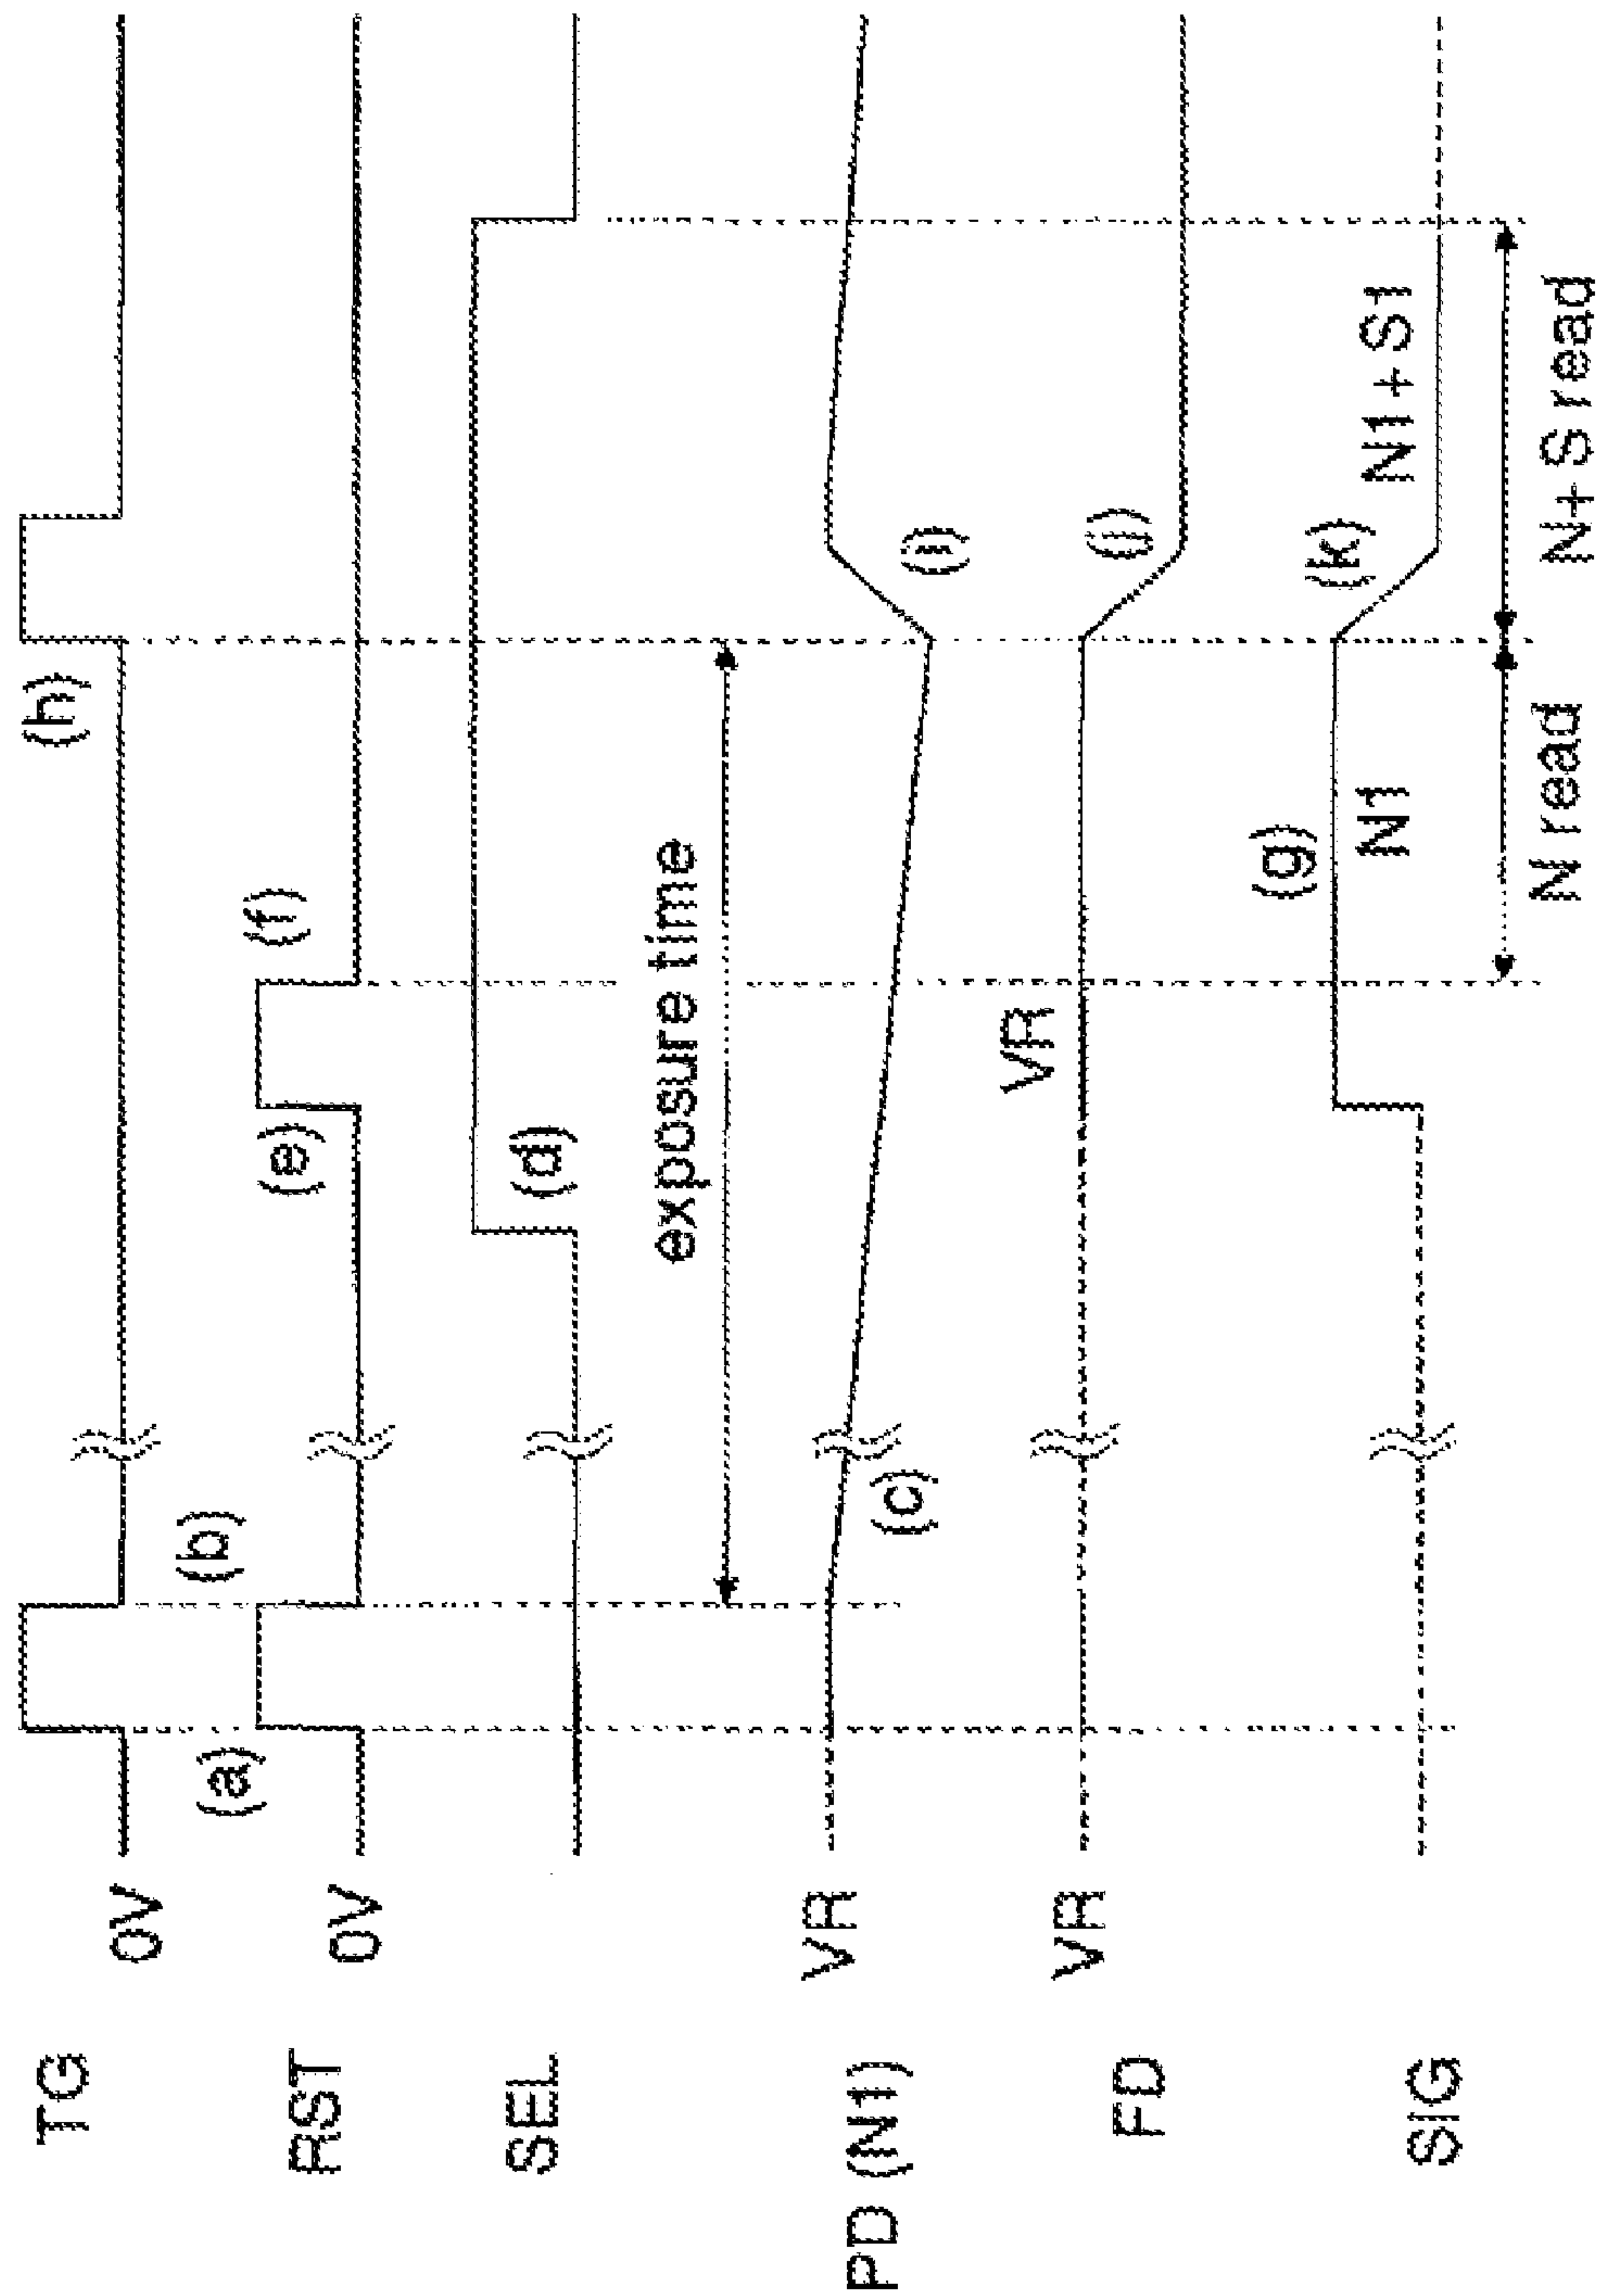 TG 0V (a) (b) (h)
RST 0V (e) (f)
SEL (d)
exposure time
PD (N1) VR (c) (i)
FD VR VR (j)
SIG (g) N1 (k) N1+S1
N read N+S read